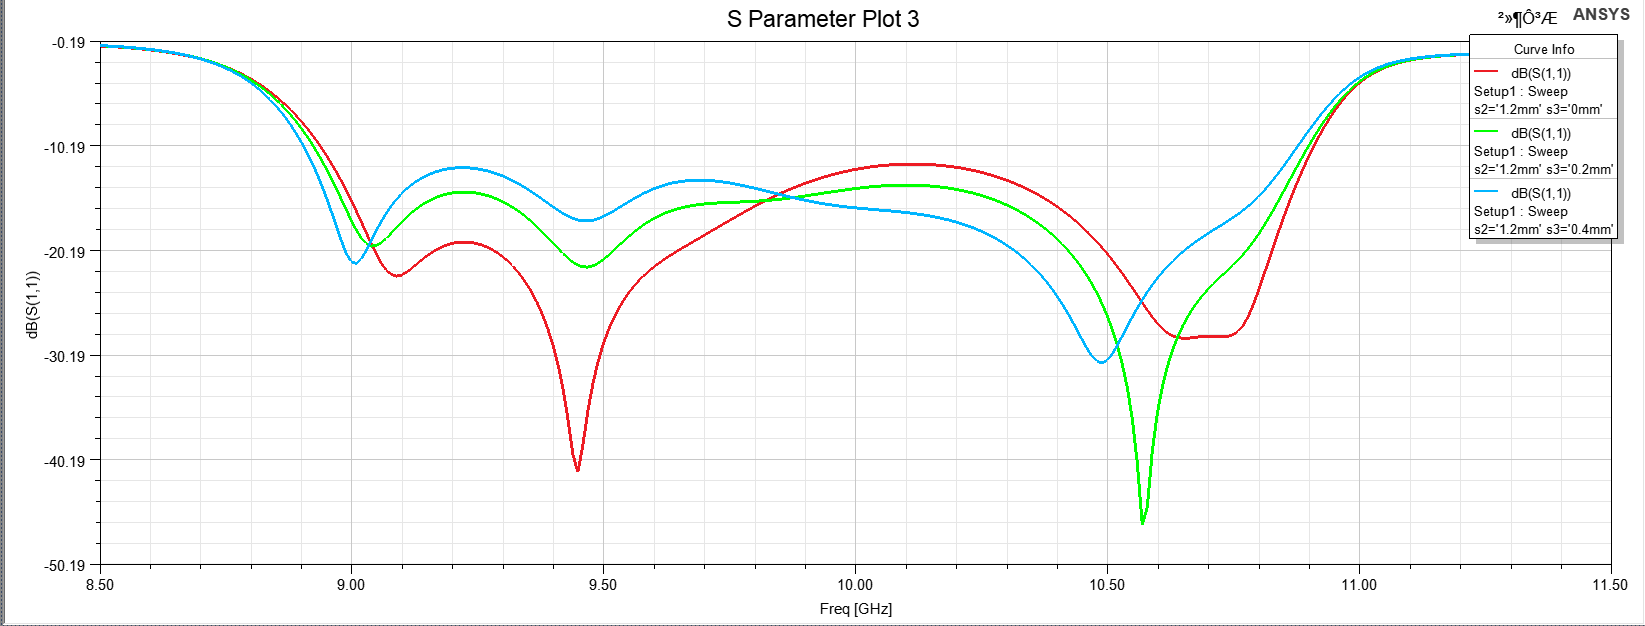 S Parameter Plot 3
²»¶Ô³Æ
ANSYS
Curve Info
dB(S(1,1))
Setup1 : Sweep
s2='1.2mm' s3='0mm'
dB(S(1,1))
Setup1 : Sweep
s2='1.2mm' s3='0.2mm'
dB(S(1,1))
Setup1 : Sweep
s2='1.2mm' s3='0.4mm'
dB(S(1,1))
-0.19
-10.19
-20.19
-30.19
-40.19
-50.19
8.50
9.00
9.50
10.00
10.50
11.00
11.50
Freq [GHz]